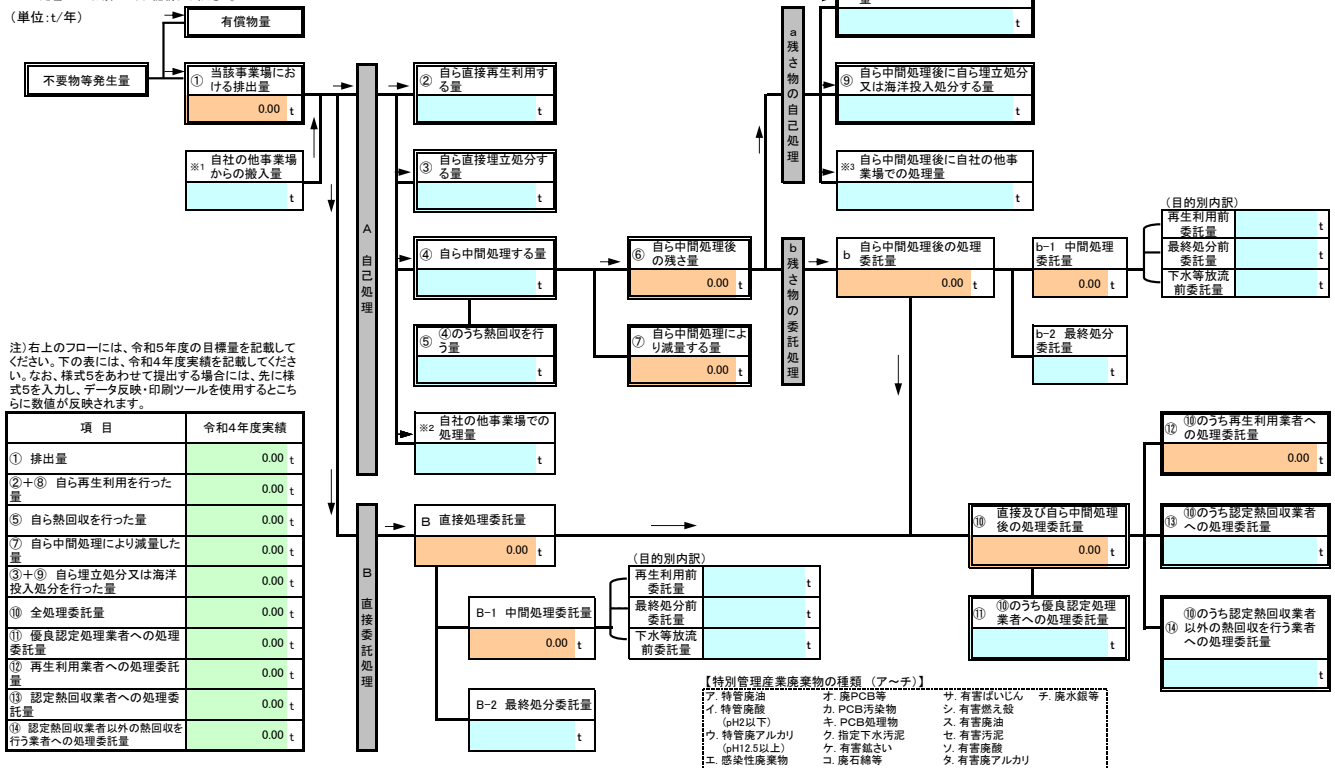 （単位：t/年）
有償物量
不要物等発生量
① 当該事業場にお
ける排出量
0.00 t
※1 自社の他事業場
からの搬入量
t
A 自己処理
② 自ら直接再生利用す
る量
t
③ 自ら直接埋立処分す
る量
t
④ 自ら中間処理する量
t
⑤ ④のうち熱回収を行
う量
t
※2 自社の他事業場での
処理量
t
⑥ 自ら中間処理後
の残さ量
0.00 t
⑦ 自ら中間処理によ
り減量する量
0.00 t
a 残さ物の自己処理
t
⑨ 自ら中間処理後に自ら埋立処分
又は海洋投入処分する量
t
※3 自ら中間処理後に自社の他事
業場での処理量
t
b 残さ物の委託処理
b 自ら中間処理後の処理
委託量
0.00 t
b-1 中間処理
委託量
0.00 t
（目的別内訳）
再生利用前
委託量
t
最終処分前
委託量
t
下水等放流
前委託量
t
b-2 最終処分
委託量
t
注）右上のフローには、令和5年度の目標量を記載して
ください。下の表には、令和4年度実績を記載してくださ
い。なお、様式5をあわせて提出する場合には、先に様
式5を入力し、データ反映・印刷ツールを使用するとこち
らに数値が反映されます。
項 目 令和4年度実績
① 排出量 0.00 t
②＋⑧ 自ら再生利用を行った
量 0.00 t
⑤ 自ら熱回収を行った量 0.00 t
⑦ 自ら中間処理により減量した
量 0.00 t
③＋⑨ 自ら埋立処分又は海洋
投入処分を行った量 0.00 t
⑩ 全処理委託量 0.00 t
⑪ 優良認定処理業者への処理
委託量 0.00 t
⑫ 再生利用業者への処理委託
量 0.00 t
⑬ 認定熱回収業者への処理委
託量 0.00 t
⑭ 認定熱回収業者以外の熱回収を
行う業者への処理委託量 0.00 t
B 直接委託処理
B 直接処理委託量
0.00 t
B-1 中間処理委託量
0.00 t
（目的別内訳）
再生利用前
委託量
t
最終処分前
委託量
t
下水等放流
前委託量
t
B-2 最終処分委託量
t
⑩ 直接及び自ら中間処理
後の処理委託量
0.00 t
⑪ ⑩のうち優良認定処理
業者への処理委託量
t
⑫ ⑩のうち再生利用業者へ
の処理委託量
0.00 t
⑬ ⑩のうち認定熱回収業者
への処理委託量
t
⑭ ⑩のうち認定熱回収業者
以外の熱回収を行う業者
への処理委託量
t
【特別管理産業廃棄物の種類 （ア～チ）】
ア．特管廃油 オ．廃PCB等 サ．有害ばいじん チ．廃水銀等
イ．特管廃酸 カ．PCB汚染物 シ．有害燃え殻
（pH2以下） キ．PCB処理物 ス．有害廃油
ウ．特管廃アルカリ ク．指定下水汚泥 セ．有害汚泥
（pH12.5以上） ケ．有害鉱さい ソ．有害廃酸
エ．感染性廃棄物 コ．廃石綿等 タ．有害廃アルカリ